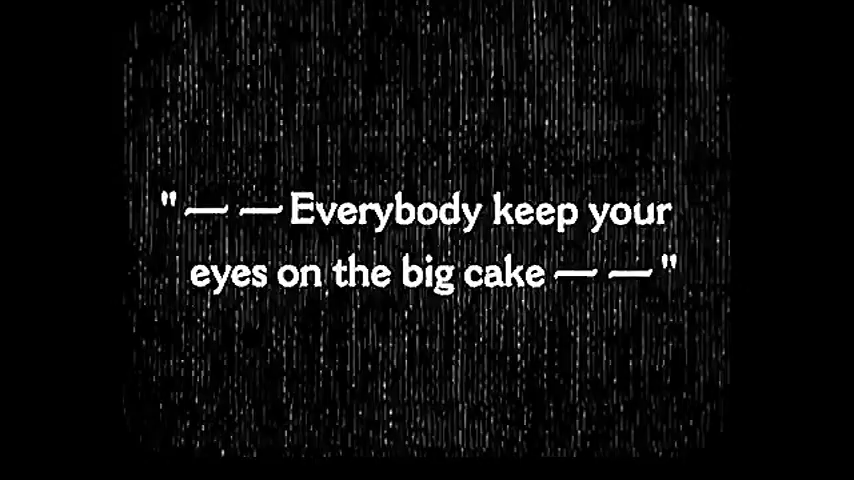 "— —Everybody keep your
eyes on the big cake— —"